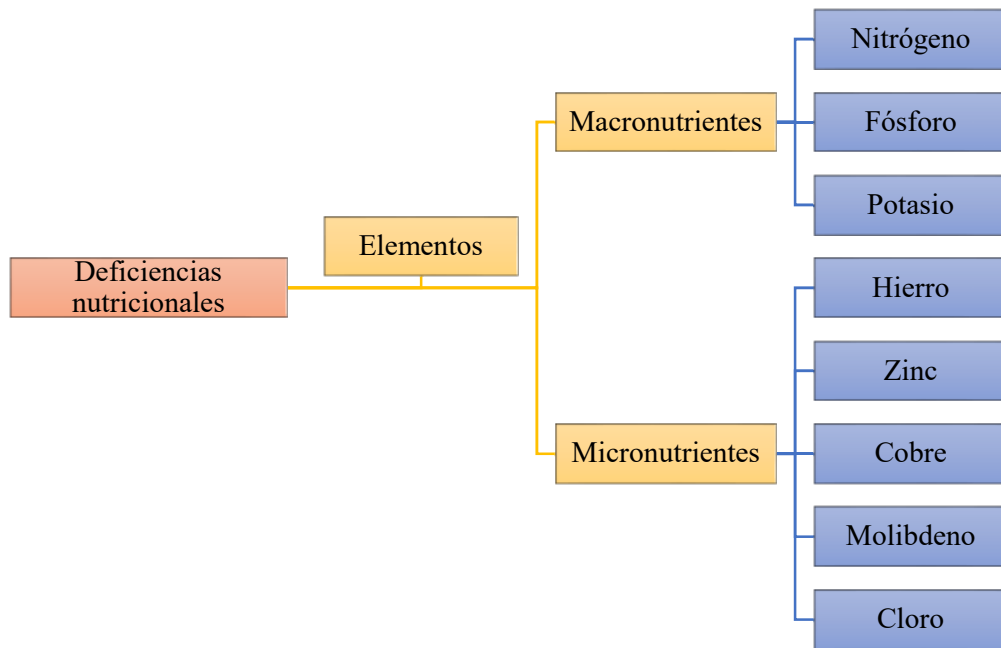 Deficiencias
nutricionales
Elementos
Macronutrientes
Nitrógeno
Fósforo
Potasio
Micronutrientes
Hierro
Zinc
Cobre
Molibdeno
Cloro